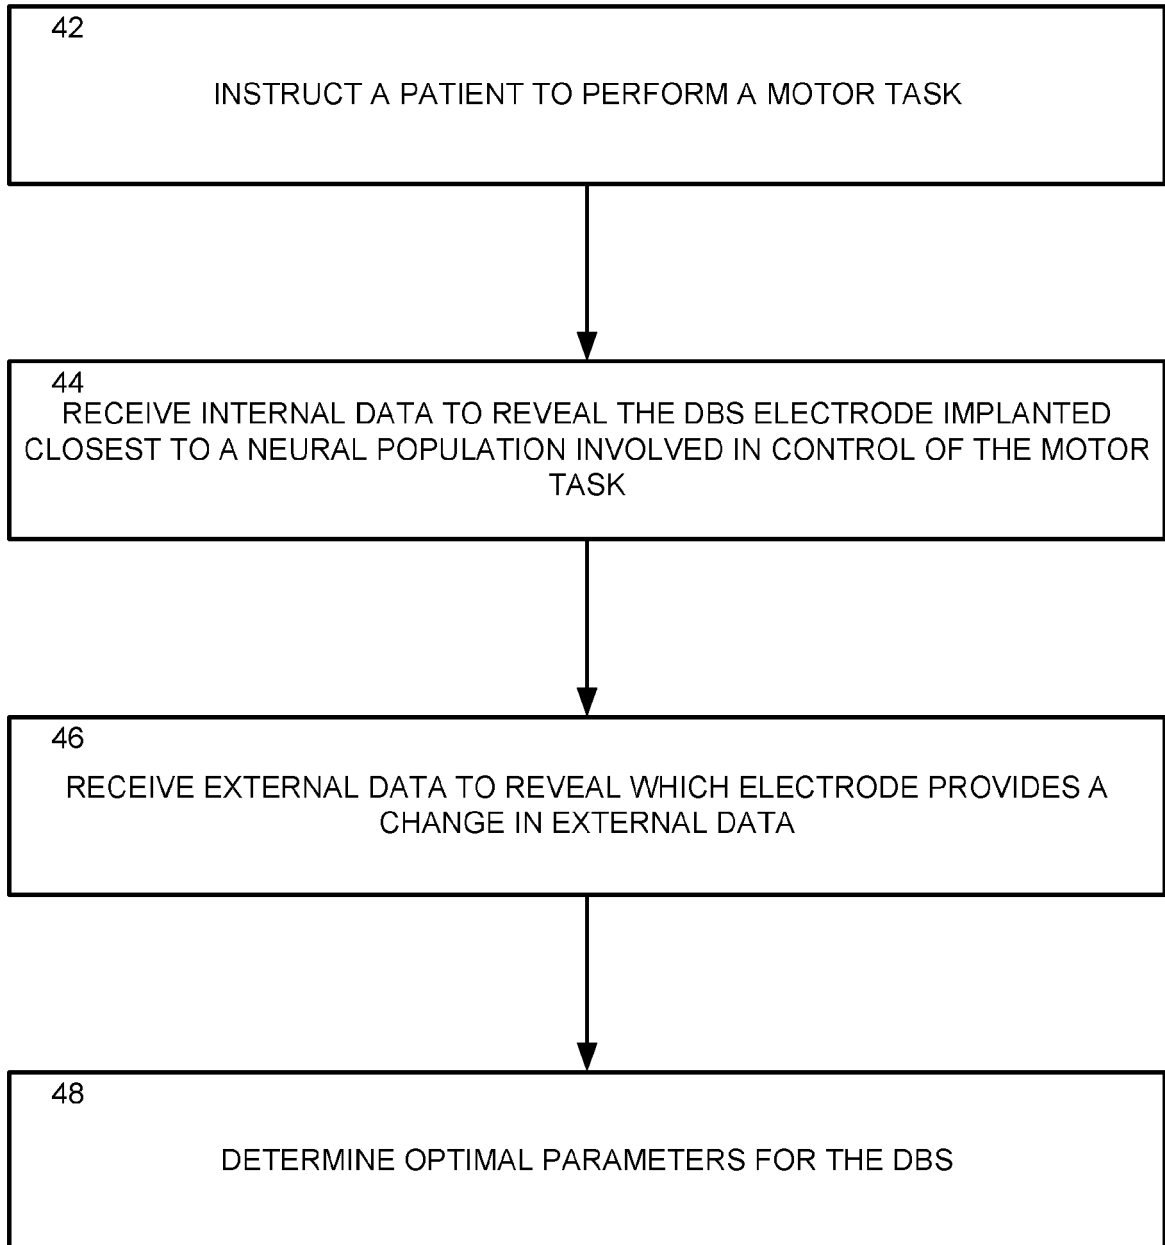 42
INSTRUCT A PATIENT TO PERFORM A MOTOR TASK
44
RECEIVE INTERNAL DATA TO REVEAL THE DBS ELECTRODE IMPLANTED
CLOSEST TO A NEURAL POPULATION INVOLVED IN CONTROL OF THE MOTOR
TASK
46
RECEIVE EXTERNAL DATA TO REVEAL WHICH ELECTRODE PROVIDES A
CHANGE IN EXTERNAL DATA
48
DETERMINE OPTIMAL PARAMETERS FOR THE DBS